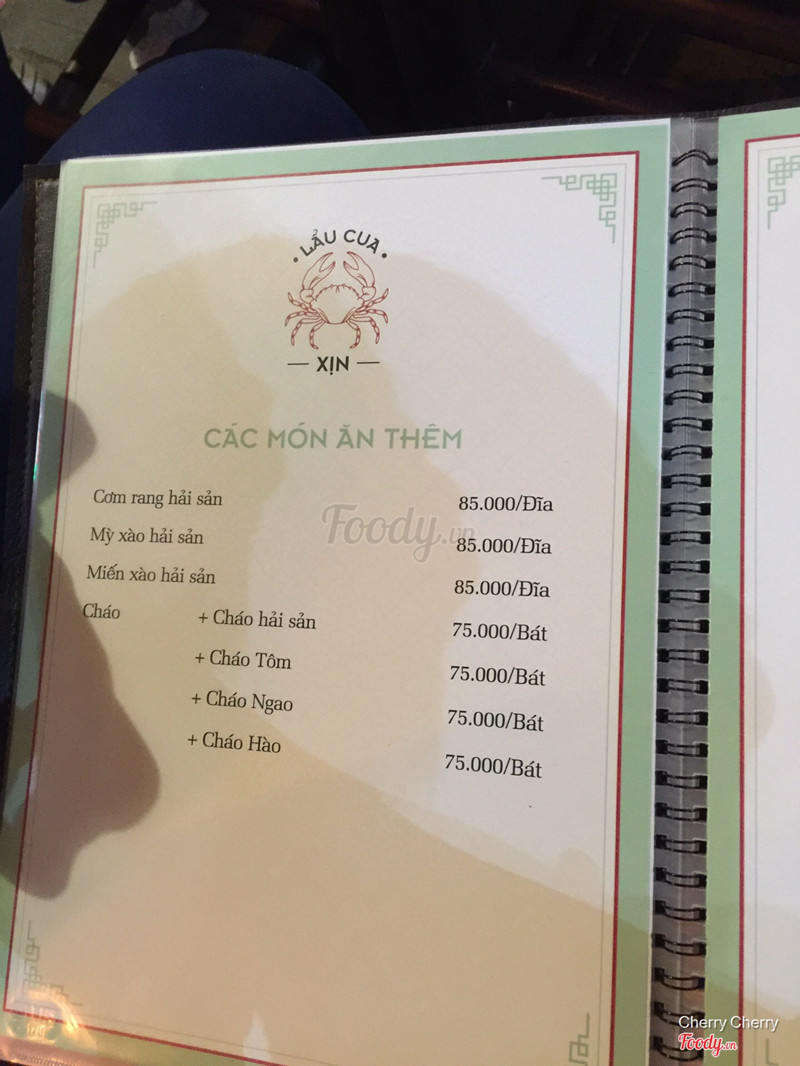 LẨU CUA
XỊN
CÁC MÓN ĂN THÊM
Cơm rang hải sản 85.000/Đĩa
Mỳ xào hải sản 85.000/Đĩa
Miến xào hải sản 85.000/Đĩa
Cháo + Cháo hải sản 75.000/Bát
+ Cháo Tôm 75.000/Bát
+ Cháo Ngao 75.000/Bát
+ Cháo Hào 75.000/Bát
Foody.vn
Cherry Cherry
Foody.vn